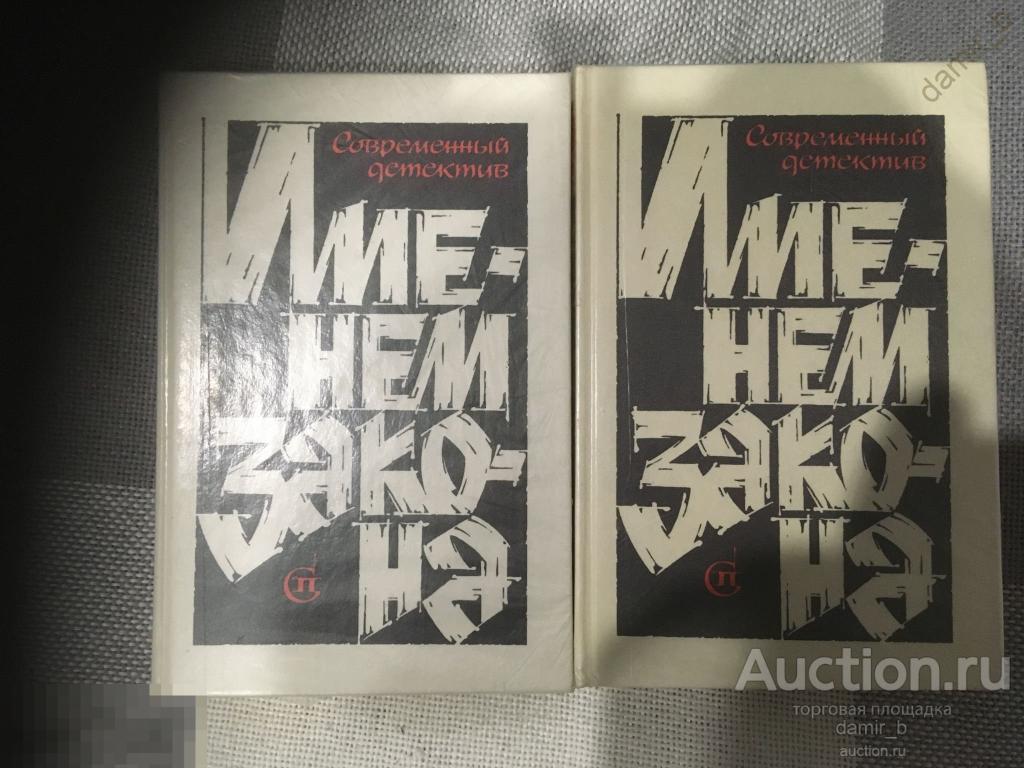 Современный
детектив
Име-
нем
зако-
на
СП
Современный
детектив
Име-
нем
зако-
на
СП
damir_b
Auction.ru
торговая площадка
damir_b
auction.ru